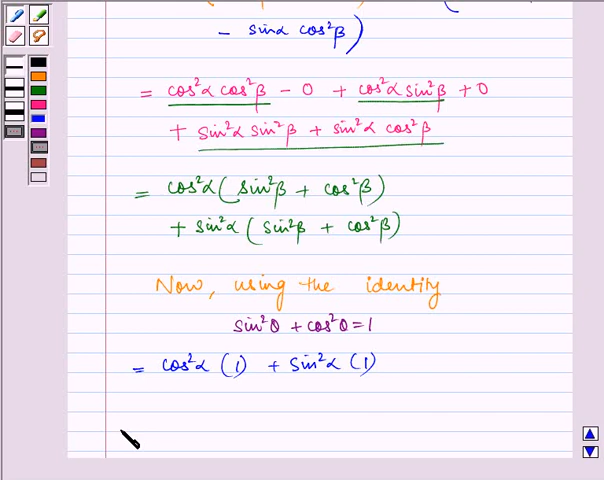 - sinα cos²β)
= cos²α cos²β - 0 + cos²α sin²β + 0
+ sin²α sin²β + sin²α cos²β
= cos²α (sin²β + cos²β)
+ sin²α (sin²β + cos²β)
Now, using the identity
sin²θ + cos²θ = 1
= cos²α (1) + sin²α (1)